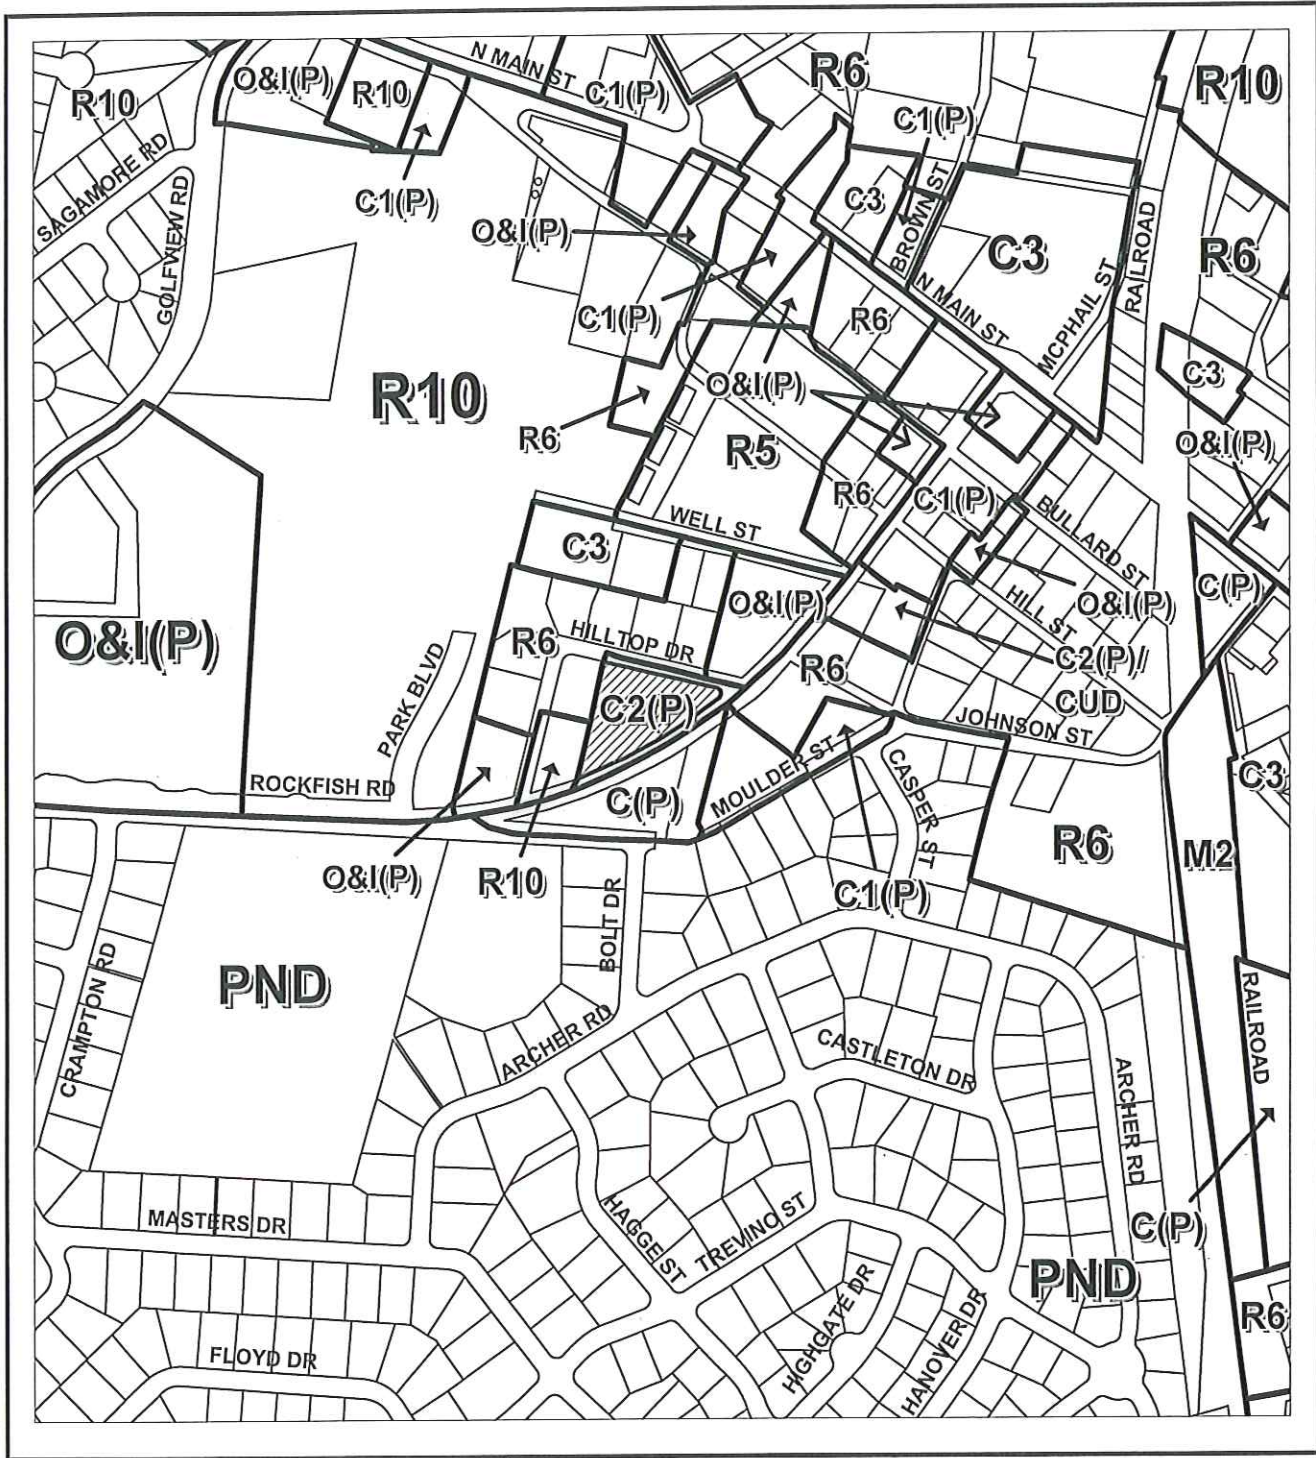 N MAIN ST
O&I(P)
R10
C1(P)
R6
R10
R10
C1(P)
SAGAMORE RD
GOLFVIEW RD
C1(P)
C3
BROWN ST
O&I(P)
C3
RAILROAD
R6
C1(P)
R6
N MAIN ST
MCPHAIL ST
C3
R10
O&I(P)
R6
R5
O&I(P)
R6
C1(P)
BULLARD ST
WELL ST
C3
O&I(P)
HILL ST
O&I(P)
C(P)
O&I(P)
R6
HILLTOP DR
PARK BLVD
R6
C2(P)/
CUD
C2(P)
JOHNSON ST
ROCKFISH RD
C(P)
MOULDER ST
CASPER ST
C3
O&I(P)
R10
C1(P)
R6
M2
BOLT DR
PND
CRAMPTON RD
ARCHER RD
RAILROAD
CASTLETON DR
ARCHER RD
MASTERS DR
HAGGE ST
TREVINO ST
C(P)
PND
HIGHGATE DR
HANOVER DR
R6
FLOYD DR